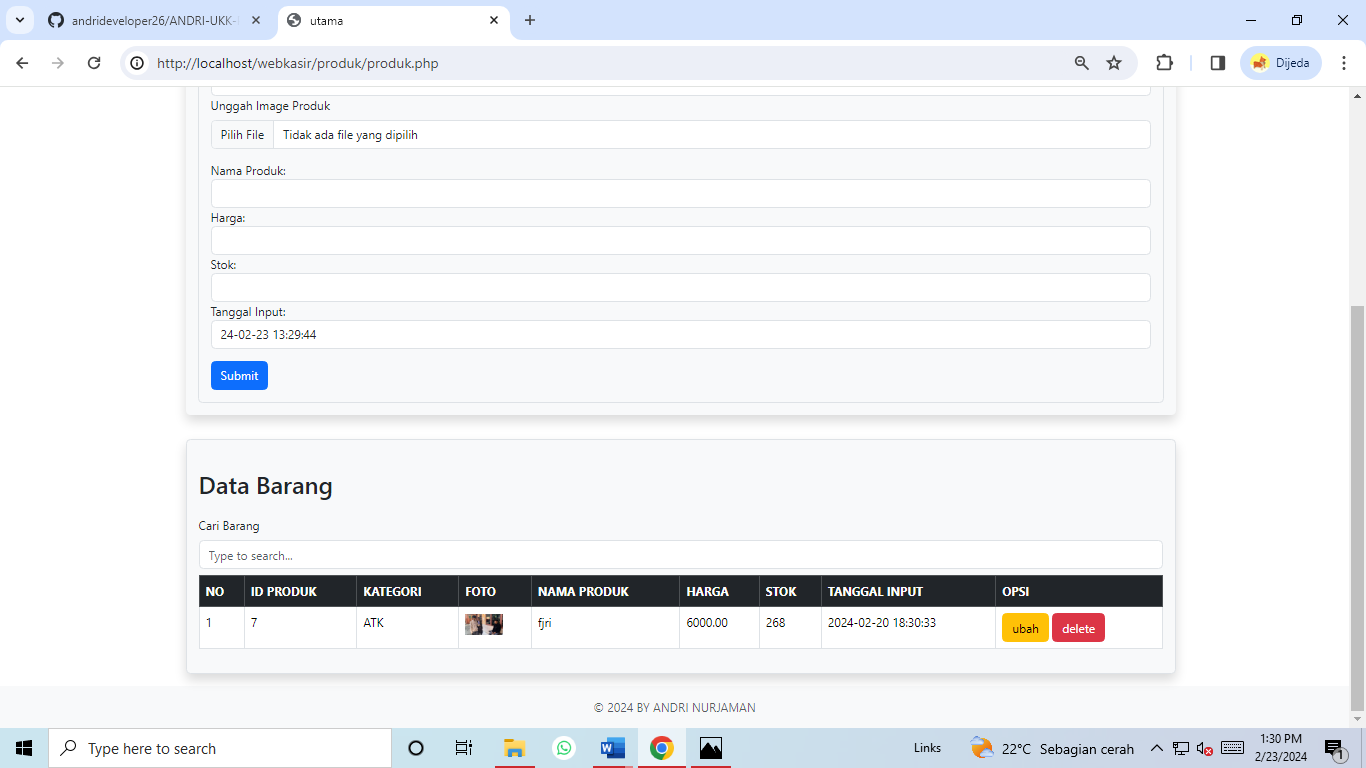 andrideveloper26/ANDRI-UKK-
utama
http://localhost/webkasir/produk/produk.php
Dijeda
Unggah Image Produk
Pilih File Tidak ada file yang dipilih
Nama Produk:
Harga:
Stok:
Tanggal Input:
24-02-23 13:29:44
Submit
Data Barang
Cari Barang
Type to search...
NO ID PRODUK KATEGORI FOTO NAMA PRODUK HARGA STOK TANGGAL INPUT OPSI
1 7 ATK fjri 6000.00 268 2024-02-20 18:30:33 ubah delete
© 2024 BY ANDRI NURJAMAN
Type here to search
Links
22°C Sebagian cerah
1:30 PM
2/23/2024
1